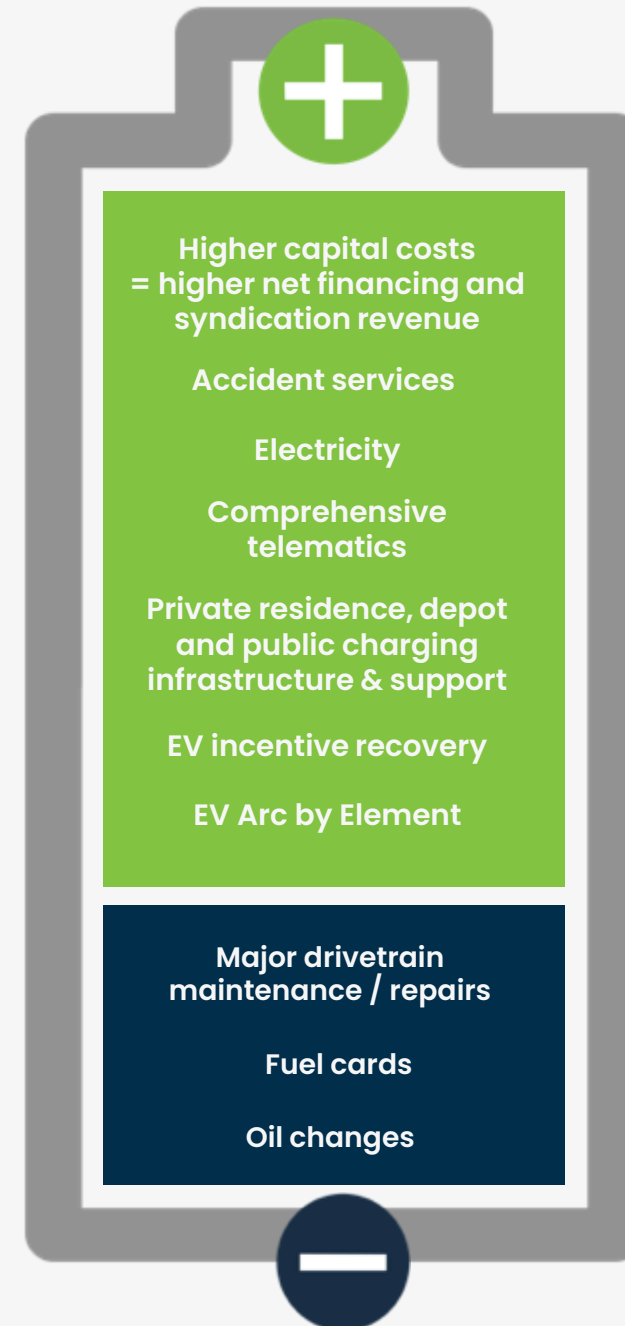 Higher capital costs
= higher net financing and
syndication revenue
Accident services
Electricity
Comprehensive
telematics
Private residence, depot
and public charging
infrastructure & support
EV incentive recovery
EV Arc by Element
Major drivetrain
maintenance / repairs
Fuel cards
Oil changes